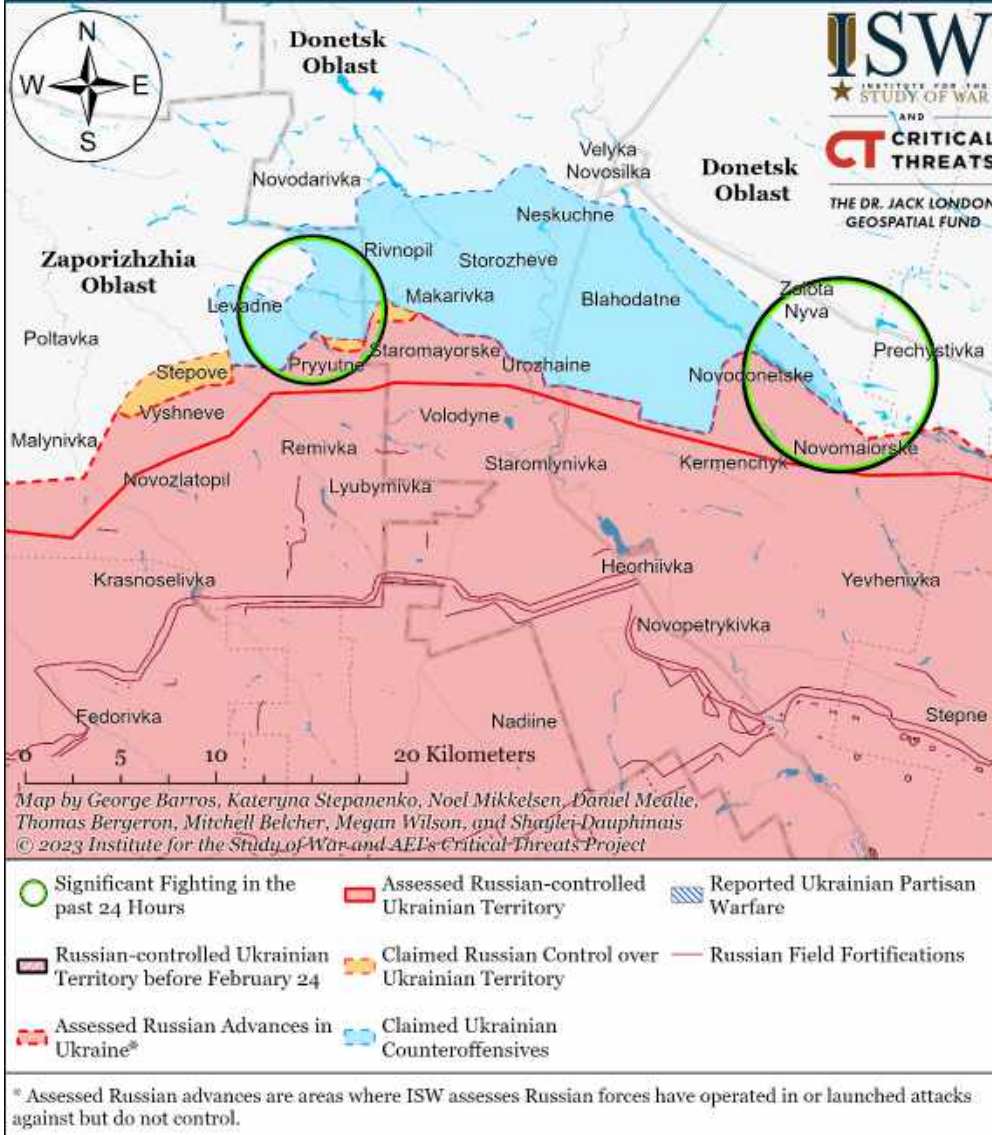 N
W E
S
Donetsk
Oblast
ISW
INSTITUTE FOR THE
STUDY OF WAR
AND
CT CRITICAL
THREATS
THE DR. JACK LONDON
GEOSPATIAL FUND
Velyka
Novosilka
Donetsk
Oblast
Novodarivka
Neskuchne
Rivnopil
Storozheve
Zaporizhzhia
Oblast
Levadne
Makarivka
Blahodatne
Zolota
Nyva
Poltavka
Prechystivka
Staromayorske
Pryyutne
Urozhaine
Stepove
Novodonetske
Vyshneve
Volodyne
Malynivka
Remivka
Novomaiorske
Staromlynivka
Kermenchyk
Novozlatopil
Lyubymivka
Krasnoselivka
Heorhiivka
Yevhenivka
Novopetrykivka
Fedorivka
Nadiine
Stepne
0 5 10 20 Kilometers
Map by George Barros, Kateryna Stepanenko, Noel Mikkelsen, Daniel Mealie,
Thomas Bergeron, Mitchell Belcher, Megan Wilson, and Shaylei Dauphinais
© 2023 Institute for the Study of War and AEI's Critical Threats Project
Significant Fighting in the
past 24 Hours
Assessed Russian-controlled
Ukrainian Territory
Reported Ukrainian Partisan
Warfare
Russian-controlled Ukrainian
Territory before February 24
Claimed Russian Control over
Ukrainian Territory
Russian Field Fortifications
Assessed Russian Advances in
Ukraine*
Claimed Ukrainian
Counteroffensives
* Assessed Russian advances are areas where ISW assesses Russian forces have operated in or launched attacks
against but do not control.